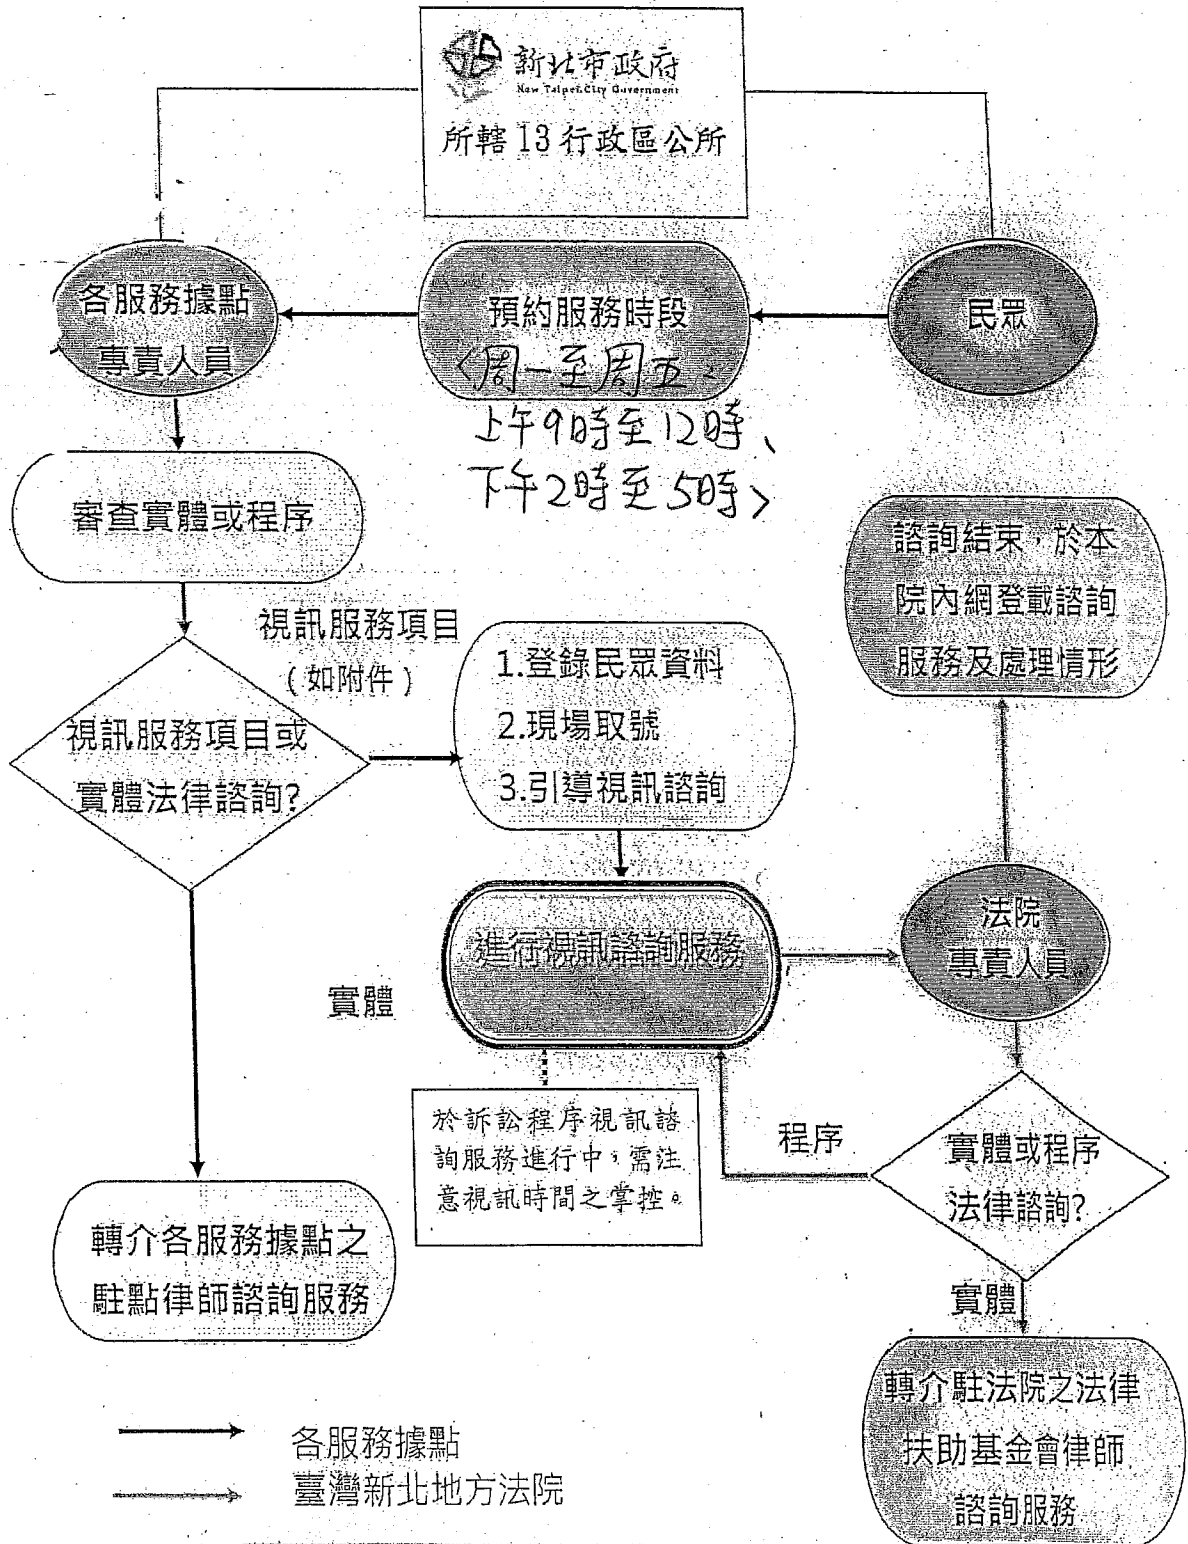 新北市政府
New Taipei City Government
所轄13行政區公所
各服務據點
專責人員
預約服務時段
<周一至周五：
上午9時至12時、
下午2時至5時>
民眾
審查實體或程序
諮詢結束，於本
院內網登載諮詢
服務及處理情形
視訊服務項目
(如附件)
視訊服務項目或
實體法律諮詢?
1.登錄民眾資料
2.現場取號
3.引導視訊諮詢
進行視訊諮詢服務
法院
專責人員
實體
於訴訟程序視訊諮
詢服務進行中，需注
意視訊時間之掌控。
程序
實體或程序
法律諮詢?
轉介各服務據點之
駐點律師諮詢服務
實體
轉介駐法院之法律
扶助基金會律師
諮詢服務
各服務據點
臺灣新北地方法院